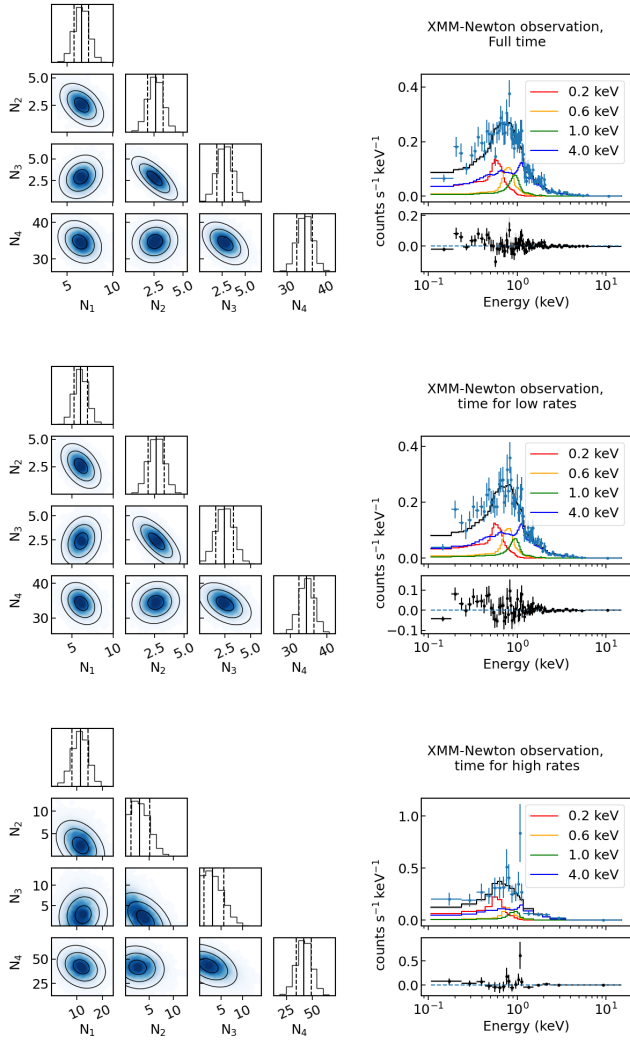 XMM-Newton observation,
Full time
5.0
2.5
N2
5.0
2.5
N3
40
30
N4
5
10
N1
2.5
5.0
N2
2.5
5.0
N3
30
40
N4
0.4
0.2
0.0
counts s−1 keV−1
0.2 keV
0.6 keV
1.0 keV
4.0 keV
0.2
0.0
10−1
100
101
Energy (keV)
XMM-Newton observation,
time for low rates
5.0
2.5
N2
5.0
2.5
N3
40
30
N4
5
10
N1
2.5
5.0
N2
2.5
5.0
N3
30
40
N4
0.4
0.2
0.0
counts s−1 keV−1
0.2 keV
0.6 keV
1.0 keV
4.0 keV
0.1
0.0
−0.1
10−1
100
101
Energy (keV)
XMM-Newton observation,
time for high rates
10
5
N2
10
5
N3
50
25
N4
10
20
N1
5
10
N2
5
10
N3
25
50
N4
1.0
0.5
0.0
counts s−1 keV−1
0.2 keV
0.6 keV
1.0 keV
4.0 keV
0.5
0.0
10−1
100
101
Energy (keV)